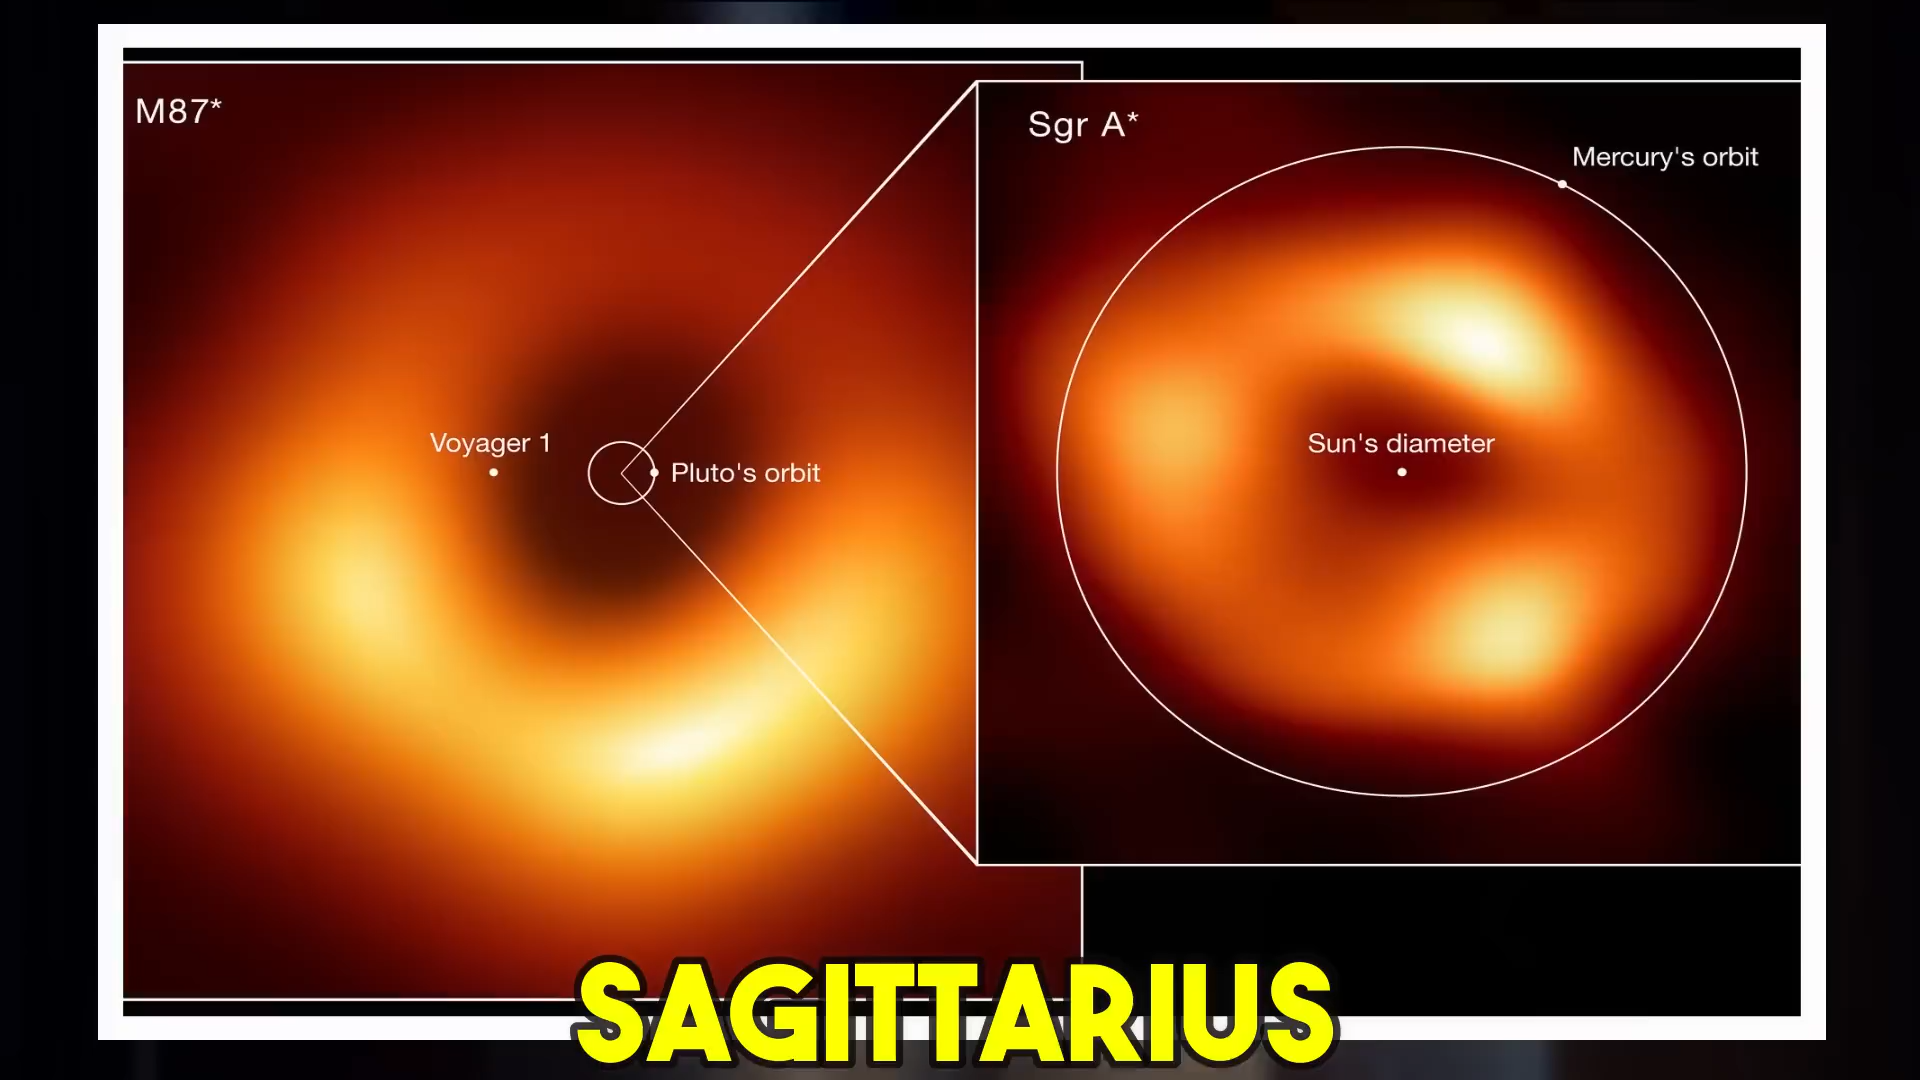 M87*
Sgr A*
Mercury's orbit
Voyager 1
Pluto's orbit
Sun's diameter
SAGITTARIUS